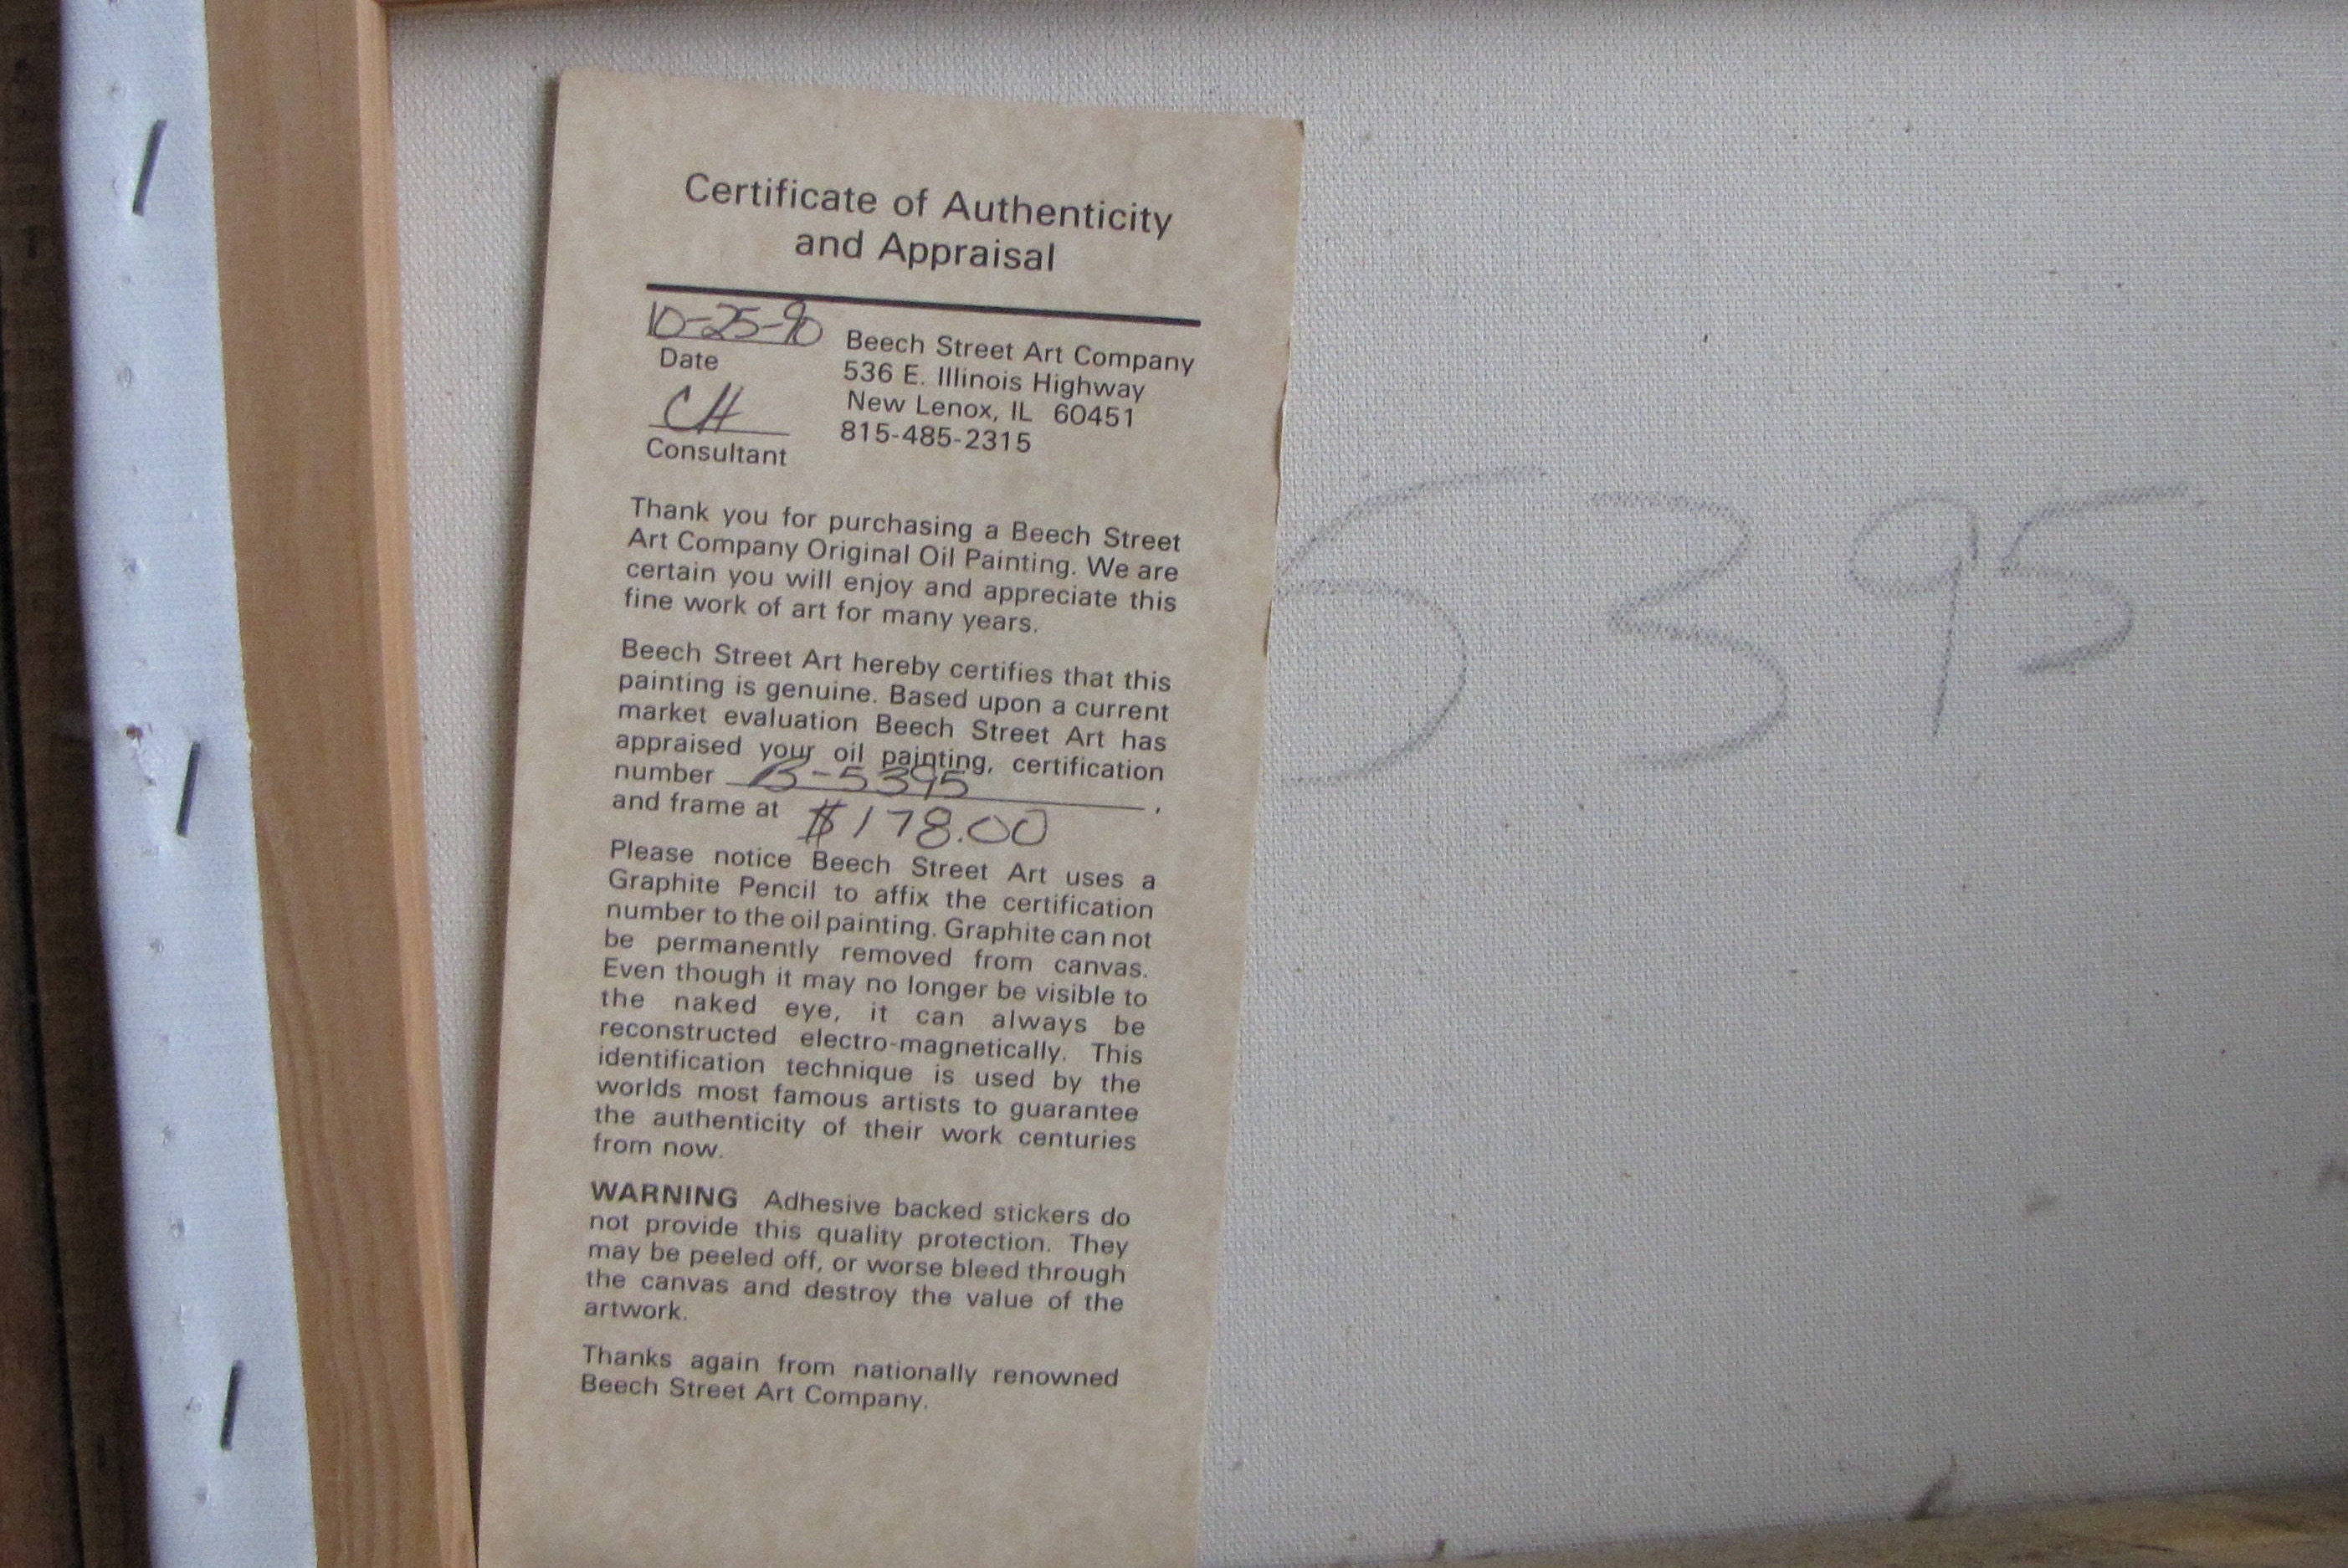 Certificate of Authenticity
and Appraisal
10-25-90
Date
CH
Consultant
Beech Street Art Company
536 E. Illinois Highway
New Lenox, IL 60451
815-485-2315
Thank you for purchasing a Beech Street
Art Company Original Oil Painting. We are
certain you will enjoy and appreciate this
fine work of art for many years.
Beech Street Art hereby certifies that this
painting is genuine. Based upon a current
market evaluation Beech Street Art has
appraised your oil painting, certification
number B-5395.
and frame at $178.00
Please notice Beech Street Art uses a
Graphite Pencil to affix the certification
number to the oil painting. Graphite can not
be permanently removed from canvas.
Even though it may no longer be visible to
the naked eye, it can always be
reconstructed electro-magnetically. This
identification technique is used by the
worlds most famous artists to guarantee
the authenticity of their work centuries
from now.
WARNING Adhesive backed stickers do
not provide this quality protection. They
may be peeled off, or worse bleed through
the canvas and destroy the value of the
artwork.
Thanks again from nationally renowned
Beech Street Art Company.
5395